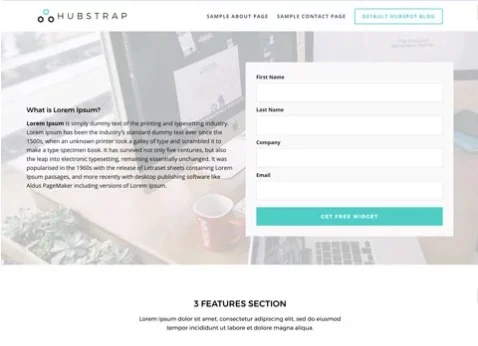 HUBSTRAP
SAMPLE ABOUT PAGE
SAMPLE CONTACT PAGE
DEFAULT HUBSPOT BLOG
What is Lorem Ipsum?
Lorem Ipsum is simply dummy text of the printing and typesetting industry.
Lorem Ipsum has been the industry's standard dummy text ever since the
1500s, when an unknown printer took a galley of type and scrambled it to
make a type specimen book. It has survived not only five centuries, but also
the leap into electronic typesetting, remaining essentially unchanged. It was
popularised in the 1960s with the release of Letraset sheets containing Lorem
Ipsum passages, and more recently with desktop publishing software like
Aldus PageMaker including versions of Lorem Ipsum.
First Name
Last Name
Company
Email
GET FREE WIDGET
3 FEATURES SECTION
Lorem ipsum dolor sit amet, consectetur adipiscing elit, sed do eiusmod
tempor incididunt ut labore et dolore magna aliqua.